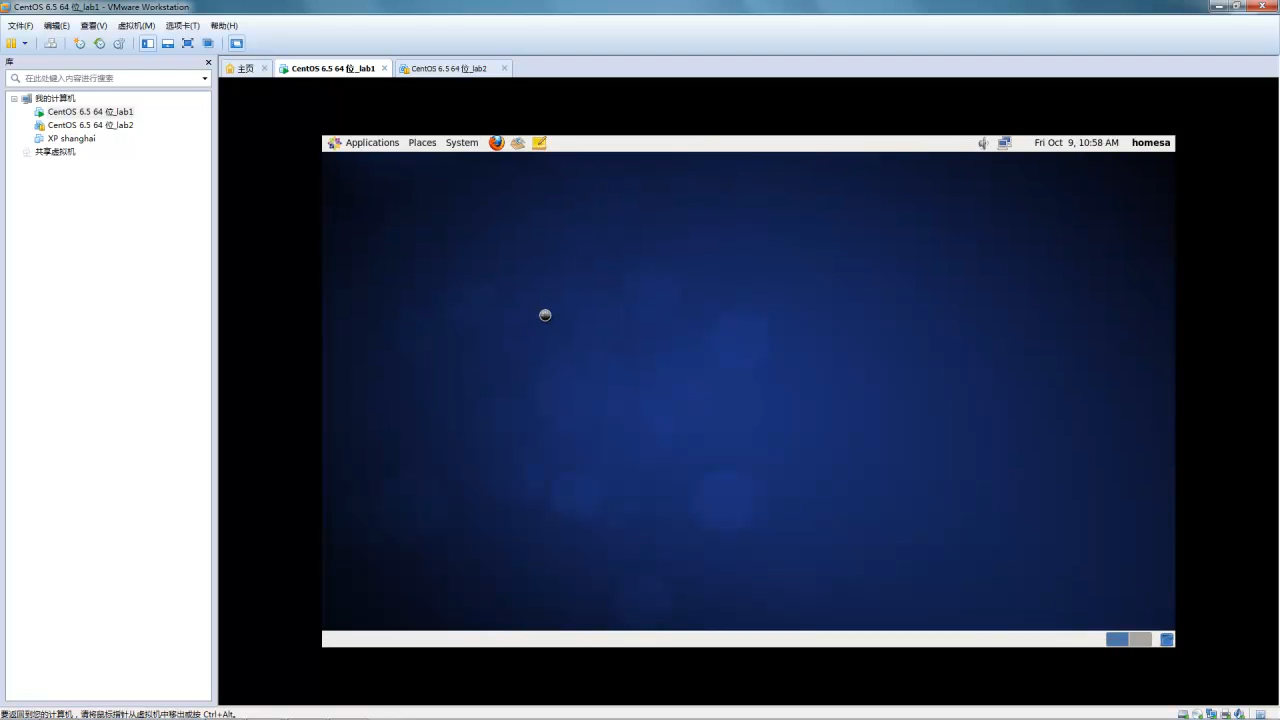 CentOS 6.5 64 位_lab1 - VMware Workstation
文件(F) 编辑(E) 查看(V) 虚拟机(M) 选项卡(T) 帮助(H)
库
在此处键入内容进行搜索
我的计算机
CentOS 6.5 64 位_lab1
CentOS 6.5 64 位_lab2
XP shanghai
共享虚拟机
主页 CentOS 6.5 64 位_lab1 CentOS 6.5 64 位_lab2
Applications Places System Fri Oct 9, 10:58 AM homesa
要返回到您的计算机，请将鼠标指针从虚拟机中移出或按 Ctrl+Alt。